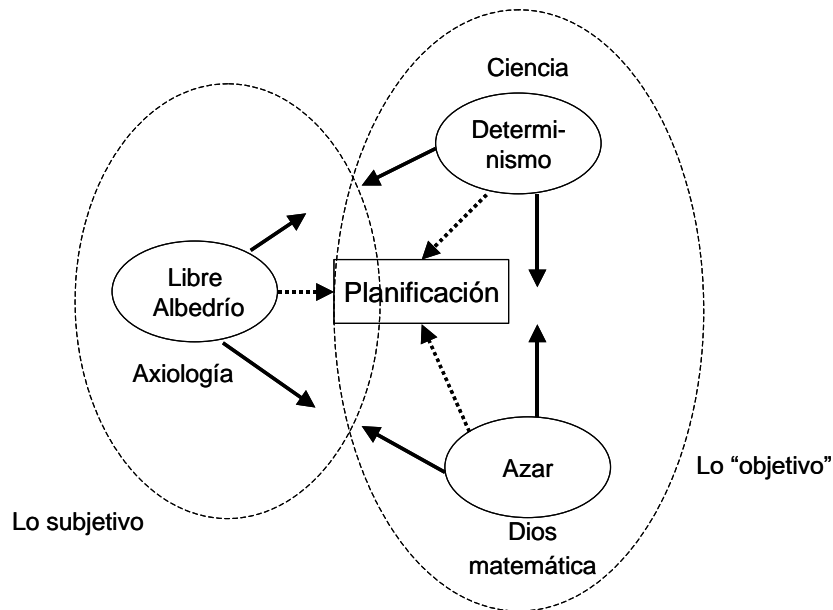 Ciencia
Determi-
nismo
Libre
Albedrío
Planificación
Axiología
Azar
Lo “objetivo”
Lo subjetivo
Dios
matemática